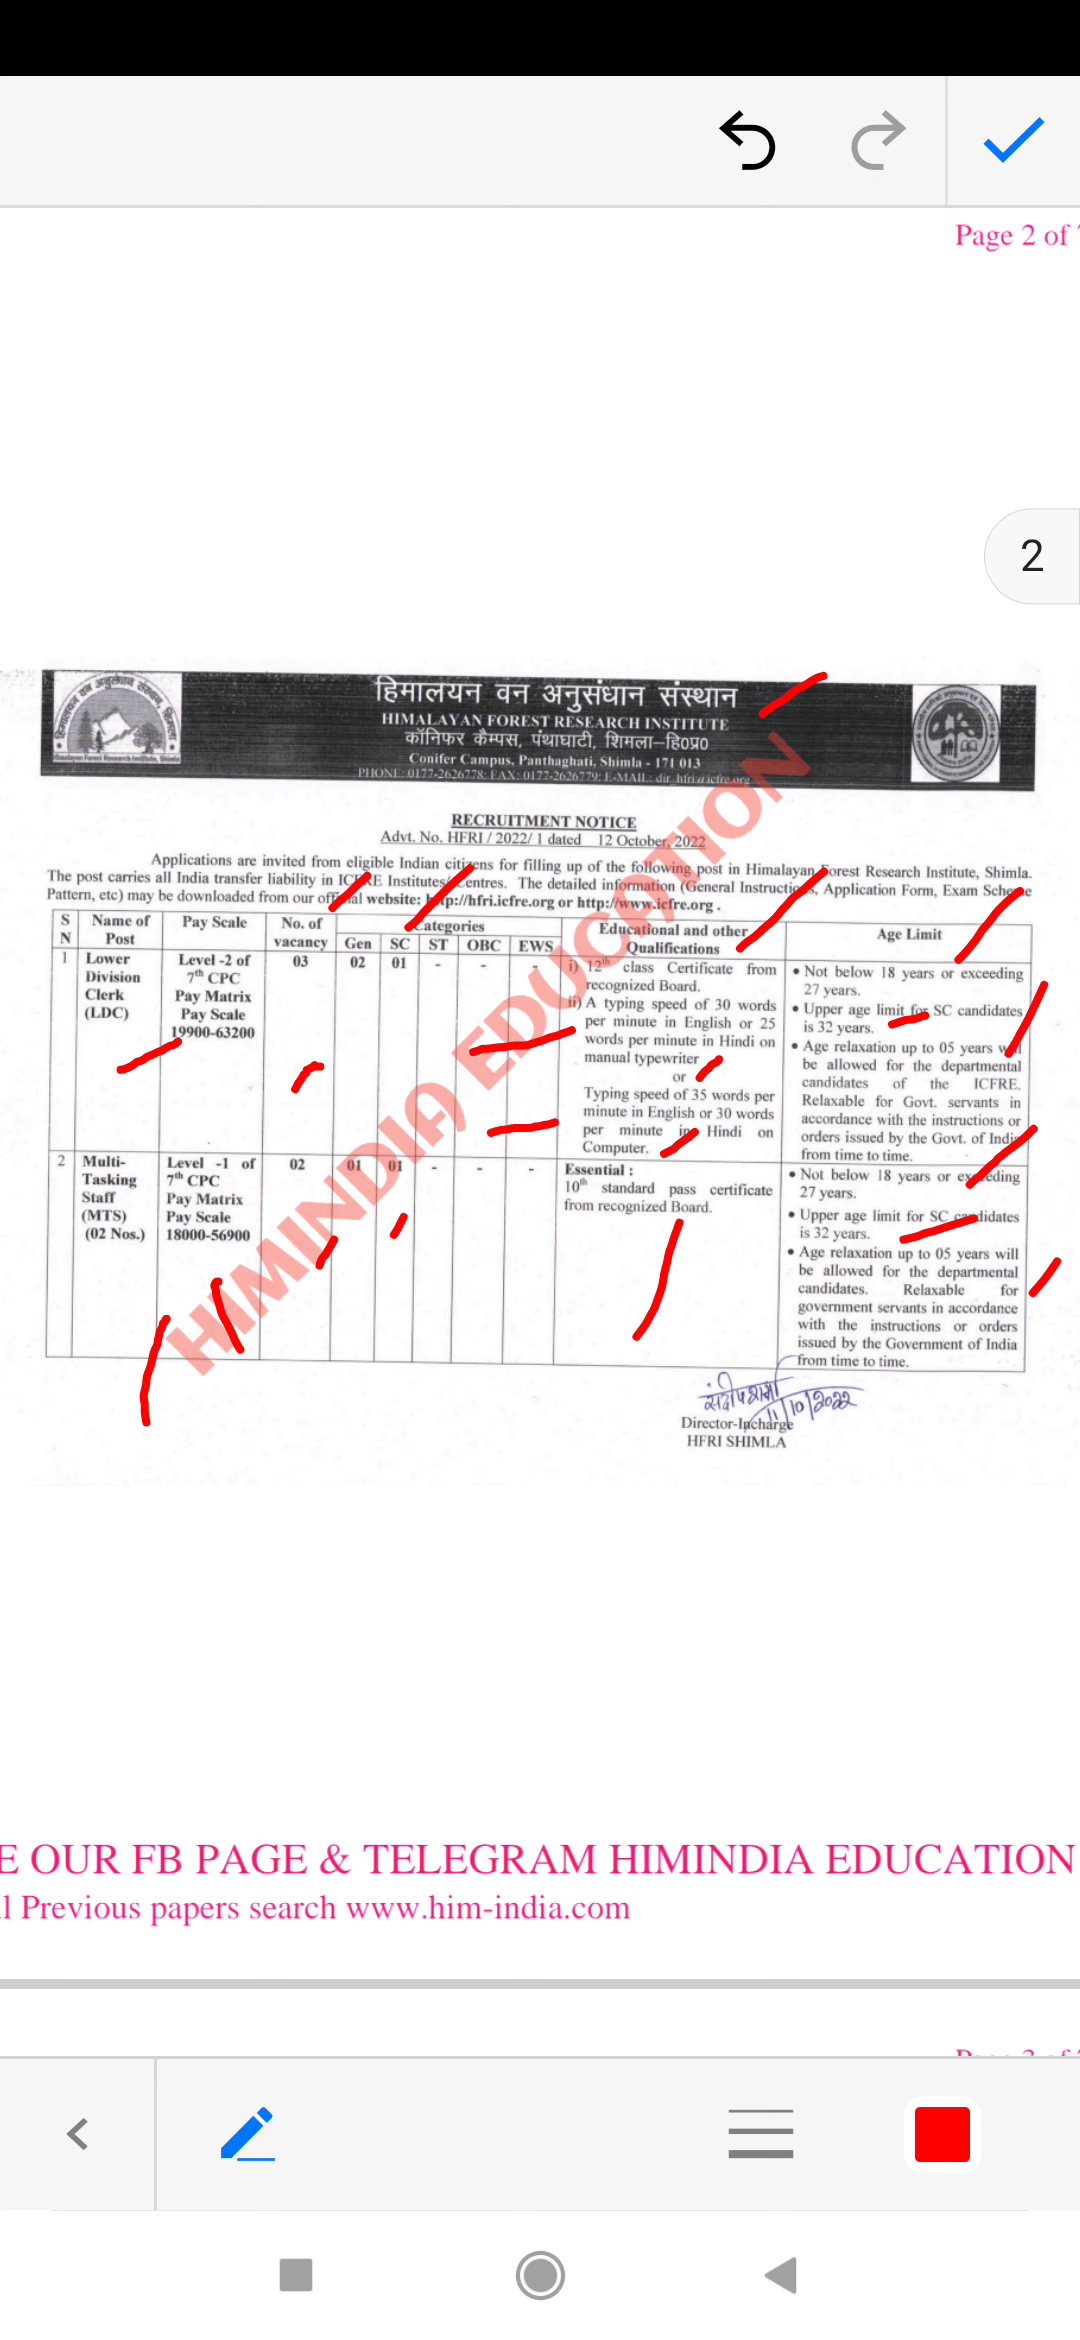 Page 2 of
2
हिमालयन वन अनुसंधान संस्थान
HIMALAYAN FOREST RESEARCH INSTITUTE
कॉनिफर कैम्पस, पंथाघाटी, शिमला-हि0प्र0
Conifer Campus, Panthaghati, Shimla - 171 013
PHONE: 0177-2626778: FAX: 0177-2626779: E-MAIL: dir_hfri@icfre.org
RECRUITMENT NOTICE
Advt. No. HFRI / 2022/ 1 dated 12 October, 2022
Applications are invited from eligible Indian citizens for filling up of the following post in Himalayan Forest Research Institute, Shimla.
The post carries all India transfer liability in ICFRE Institutes/Centres. The detailed information (General Instructions, Application Form, Exam Scheme
Pattern, etc) may be downloaded from our official website: http://hfri.icfre.org or http://www.icfre.org .
S N Name of Post Pay Scale No. of vacancy Categories Educational and other Qualifications Age Limit
Gen SC ST OBC EWS
1 Lower Division Clerk (LDC)
Level -2 of
7th CPC
Pay Matrix
Pay Scale
19900-63200
03 02 01 - - -
i) 12th class Certificate from
recognized Board.
ii) A typing speed of 30 words
per minute in English or 25
words per minute in Hindi on
manual typewriter
or
Typing speed of 35 words per
minute in English or 30 words
per minute in Hindi on
Computer.
• Not below 18 years or exceeding
27 years.
• Upper age limit for SC candidates
is 32 years.
• Age relaxation up to 05 years will
be allowed for the departmental
candidates of the ICFRE.
Relaxable for Govt. servants in
accordance with the instructions or
orders issued by the Govt. of India
from time to time.
2 Multi-
Tasking
Staff
(MTS)
(02 Nos.)
Level -1 of
7th CPC
Pay Matrix
Pay Scale
18000-56900
02 01 01 - - -
Essential :
10th standard pass certificate
from recognized Board.
• Not below 18 years or exceeding
27 years.
• Upper age limit for SC candidates
is 32 years.
• Age relaxation up to 05 years will
be allowed for the departmental
candidates. Relaxable for
government servants in accordance
with the instructions or orders
issued by the Government of India
from time to time.
HIMINDIA EDUCATION
11/10/2022
Director-Incharge
HFRI SHIMLA
E OUR FB PAGE & TELEGRAM HIMINDIA EDUCATION
ll Previous papers search www.him-india.com